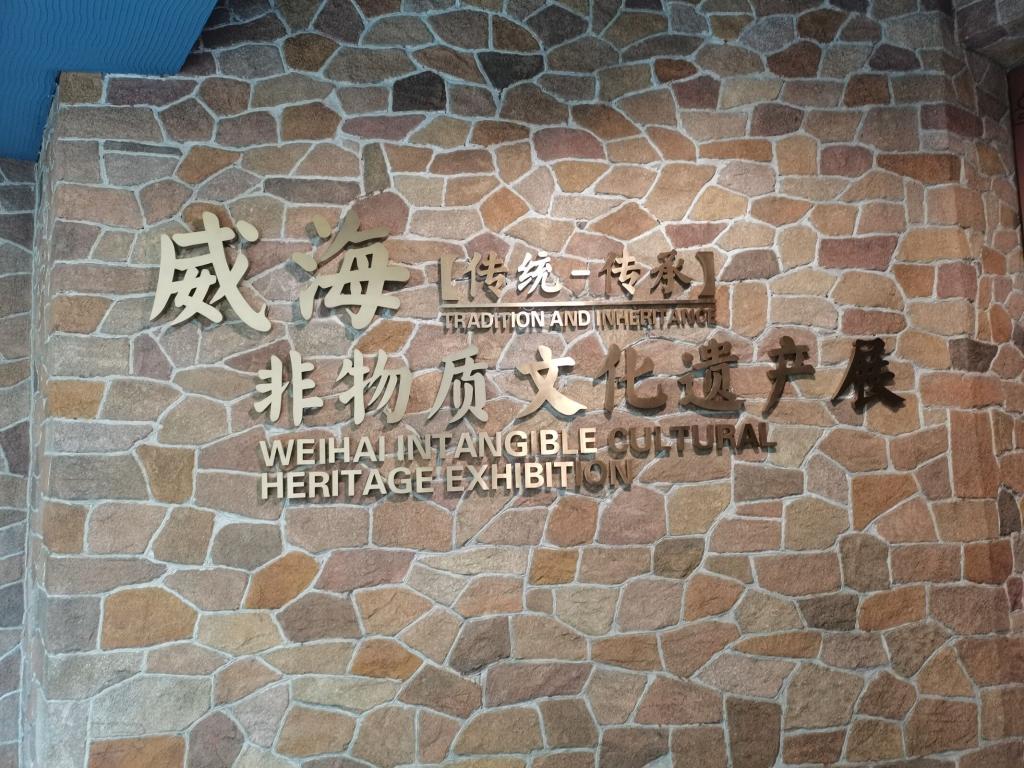 威海【传统-传承】
TRADITION AND INHERITANCE
非物质文化遗产展
WEIHAI INTANGIBLE CULTURAL
HERITAGE EXHIBITION